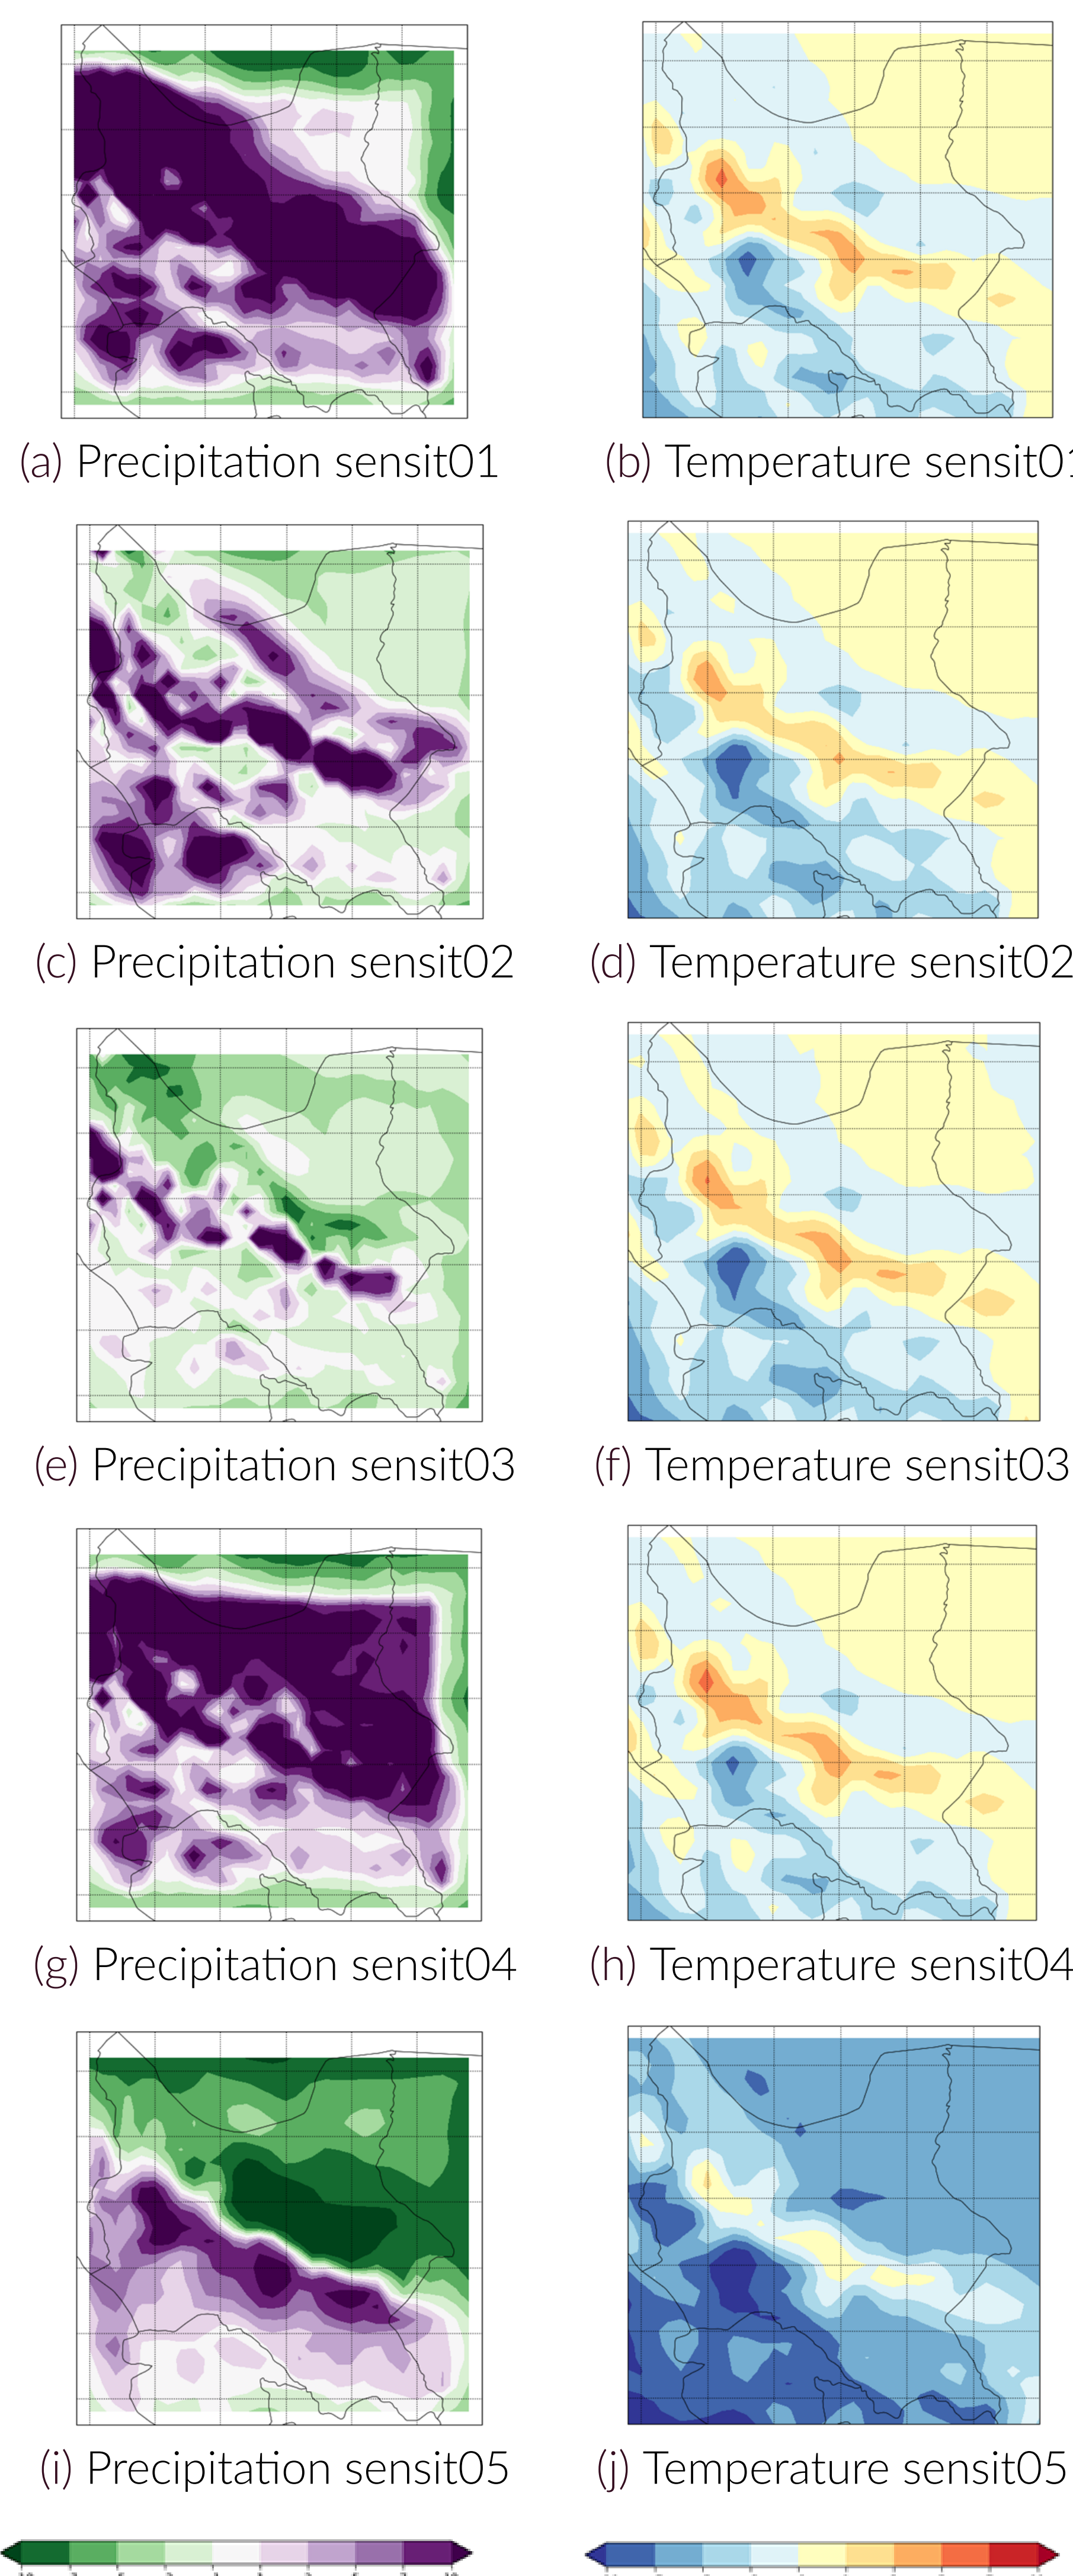 (a) Precipitation sensit01
(b) Temperature sensit01
(c) Precipitation sensit02
(d) Temperature sensit02
(e) Precipitation sensit03
(f) Temperature sensit03
(g) Precipitation sensit04
(h) Temperature sensit04
(i) Precipitation sensit05
(j) Temperature sensit05